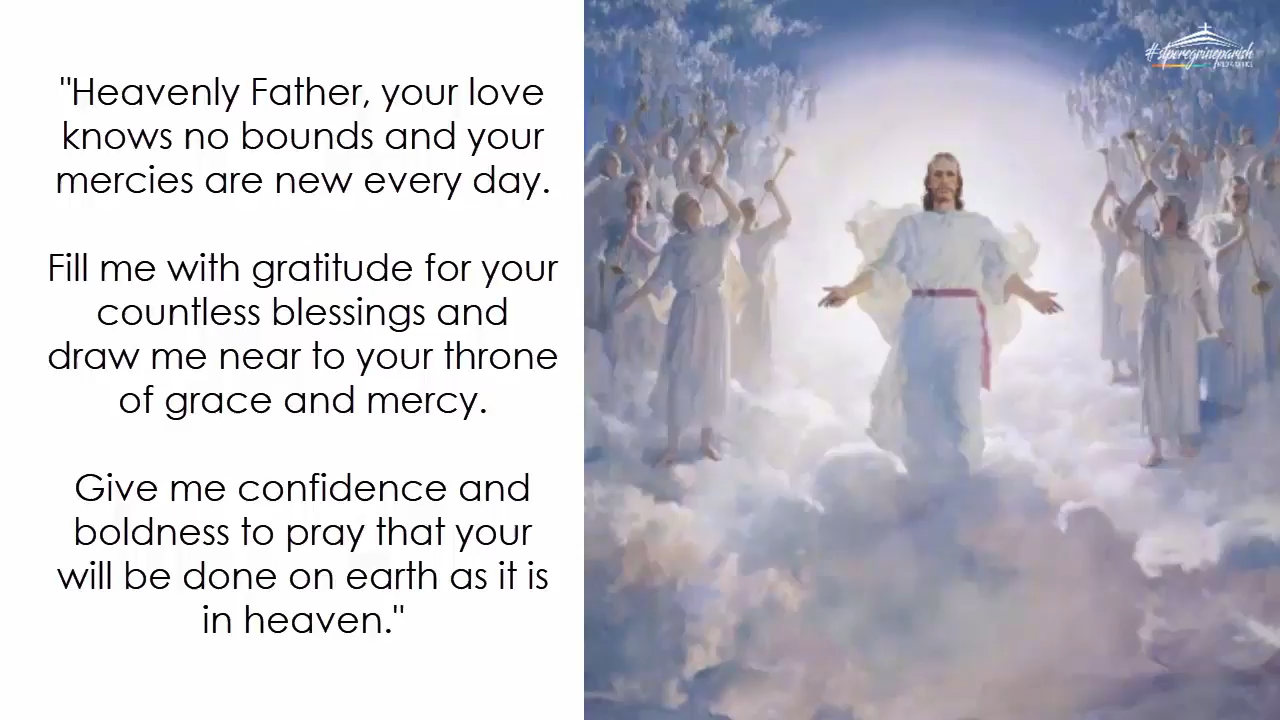 "Heavenly Father, your love
knows no bounds and your
mercies are new every day.
Fill me with gratitude for your
countless blessings and
draw me near to your throne
of grace and mercy.
Give me confidence and
boldness to pray that your
will be done on earth as it is
in heaven."
#stperegrineparish